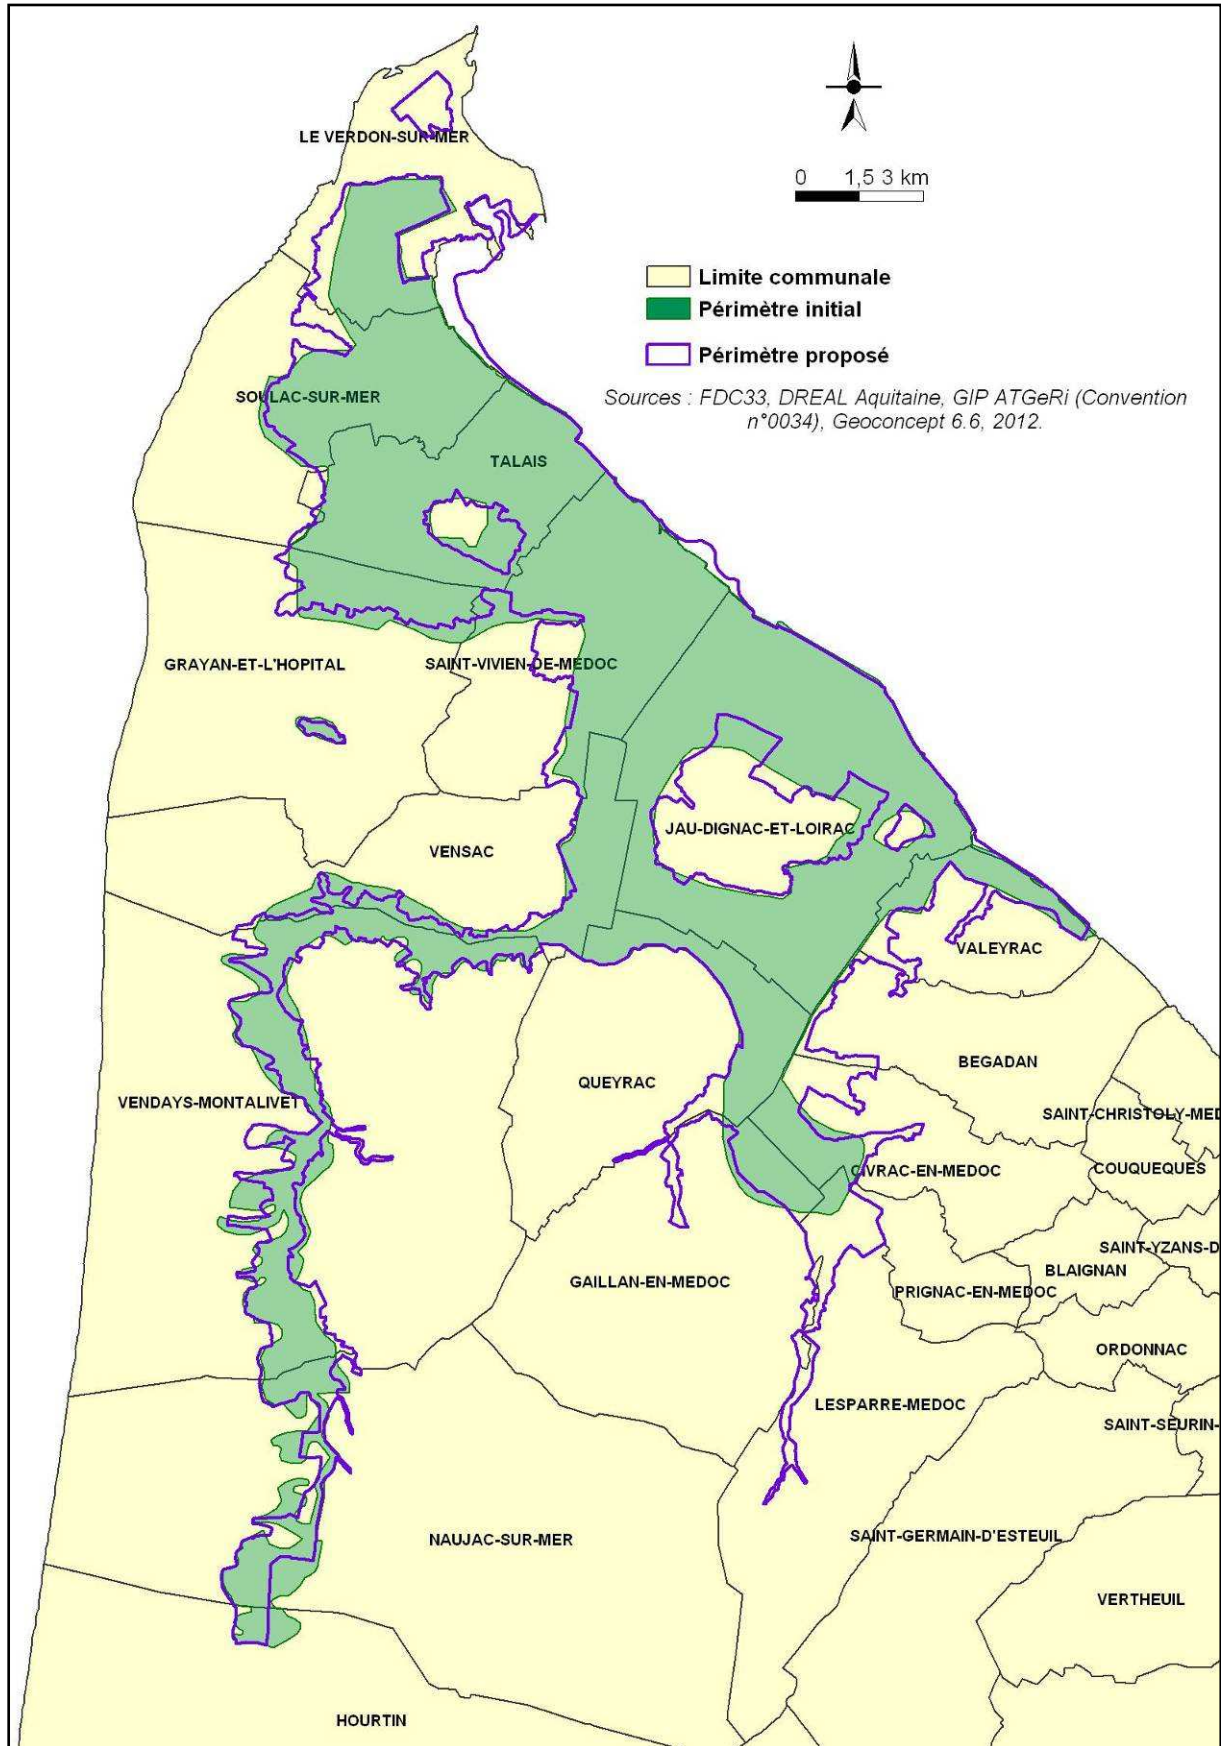 LE VERDON-SUR-MER
0 1,5 3 km
Limite communale
Périmètre initial
Périmètre proposé
Sources : FDC33, DREAL Aquitaine, GIP ATGeRi (Convention
n°0034), Geoconcept 6.6, 2012.
SOULAC-SUR-MER
TALAIS
GRAYAN-ET-L'HOPITAL
SAINT-VIVIEN-DE-MEDOC
JAU-DIGNAC-ET-LOIRAC
VENSAC
VALEYRAC
BEGADAN
QUEYRAC
VENDAYS-MONTALIVET
SAINT-CHRISTOLY-MED
CIVRAC-EN-MEDOC
COUQUEQUES
SAINT-YZANS-D
BLAIGNAN
GAILLAN-EN-MEDOC
PRIGNAC-EN-MEDOC
ORDONNAC
LESPARRE-MEDOC
SAINT-SEURIN-
SAINT-GERMAIN-D'ESTEUIL
NAUJAC-SUR-MER
VERTHEUIL
HOURTIN